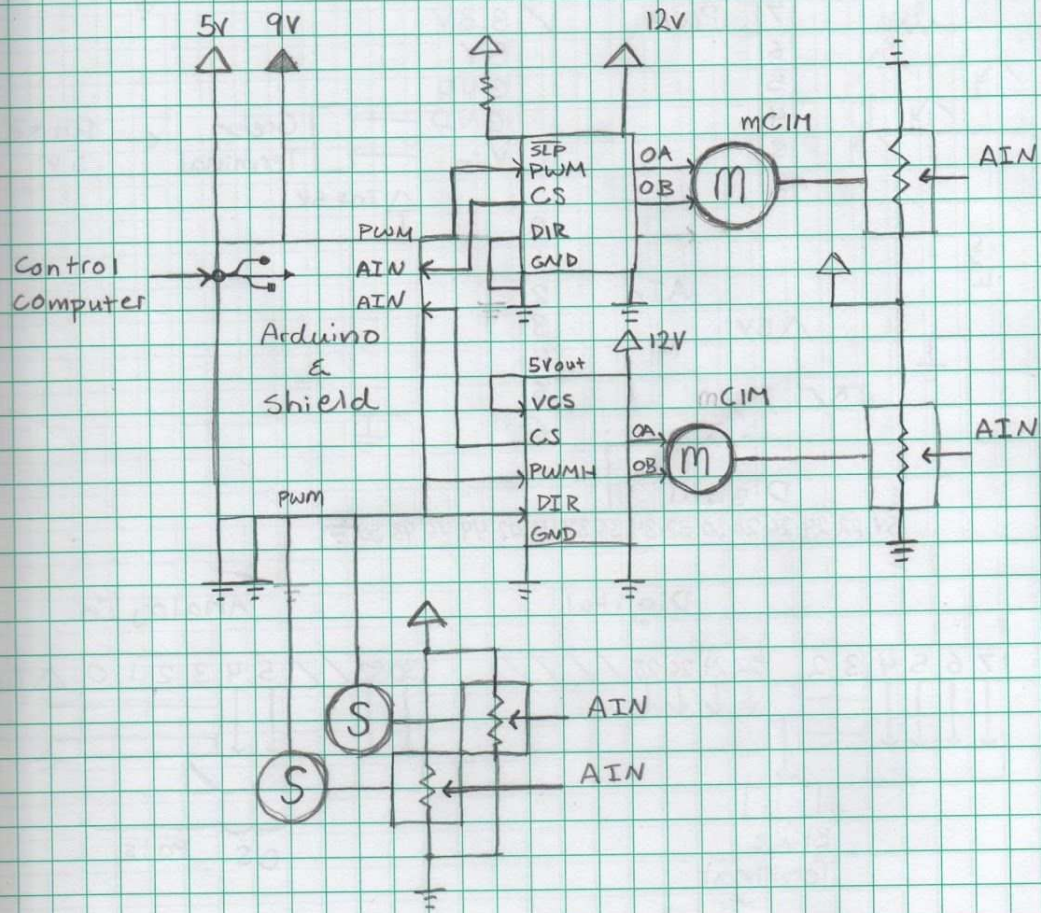 5V 9V 12V
mCIM
SLP
PWM
CS
DIR
GND
OA
OB
M
AIN
PWM
AIN
AIN
Control
Computer
Arduino
&
Shield
12V
5Vout
VCS
CS
PWMH
DIR
GND
mCIM
OA
OB
M
AIN
PWM
S
AIN
S
AIN